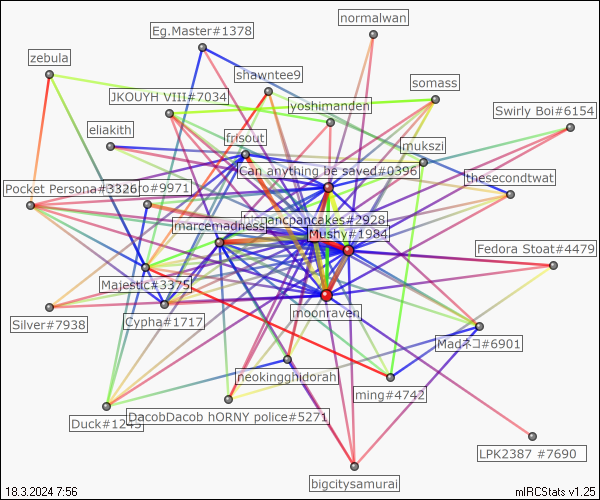 normalwan
Eg.Master#1378
zebula
shawntee9
somass
JKOUYH VIII#7034
yoshimanden
Swirly Boi#6154
eliakith
frisout
mukszi
Can anything be saved#0396
thesecondtwat
Pocket Persona#3326
ro#9971
pancpancakes#2928
marcemadness
Mushy#1984
Fedora Stoat#4479
Majestic#3375
moonraven
Silver#7938
Cypha#1717
Madネコ#6901
neokingghidorah
ming#4742
DacobDacob hORNY police#5271
Duck#1245
LPK2387 #7690
bigcitysamurai
18.3.2024 7:56
mIRCStats v1.25